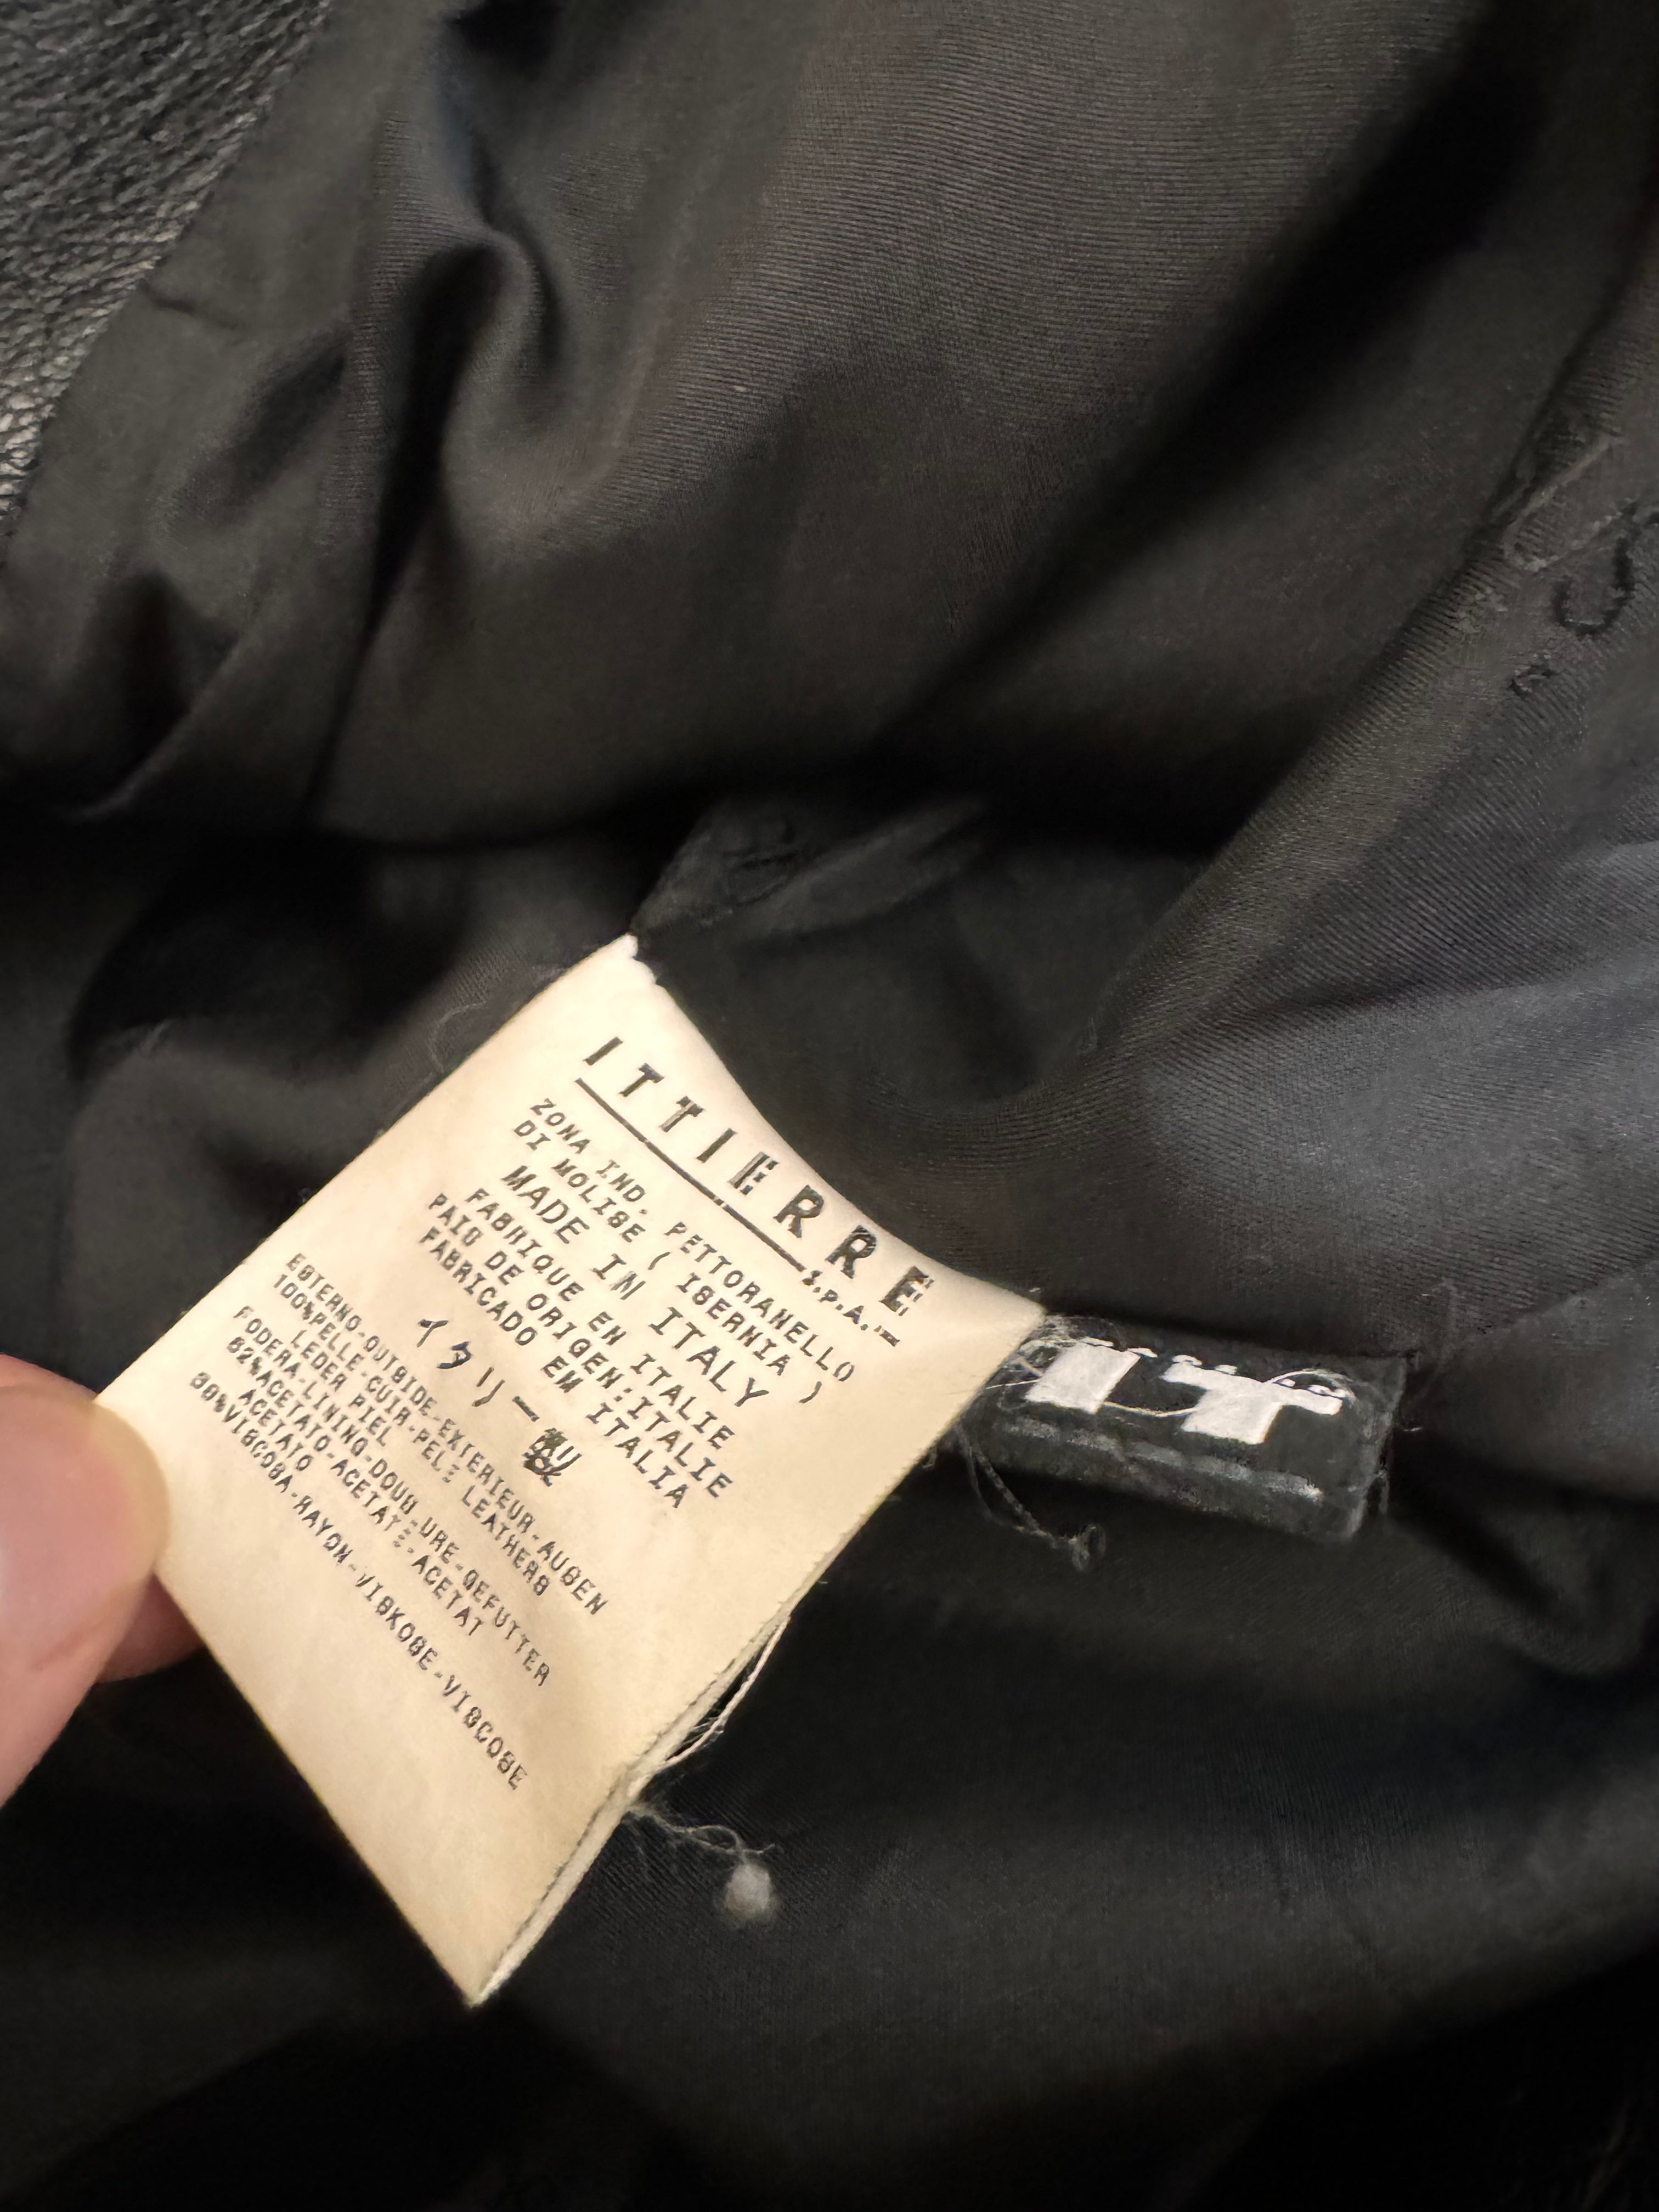 ITTIERRE
S.P.A.
ZONA IND. PETTORANELLO
DI MOLISE ( ISERNIA )
MADE IN ITALY
FABRIQUE EN ITALIE
PAIS DE ORIGEN:ITALIE
FABRICADO EM ITALIA
イタリー製
ESTERNO-OUTSIDE-EXTERIEUR-AUSEN
100%PELLE-CUIR-PELE LEATHERS
LEDER PIEL
FODERA-LINING-DOUBLURE-GEFUTTER
62%ACETATO-ACETATE-ACETAT
ACETATO
38%VISCOSA-RAYON-VISKOSE-VISCOSE
IT